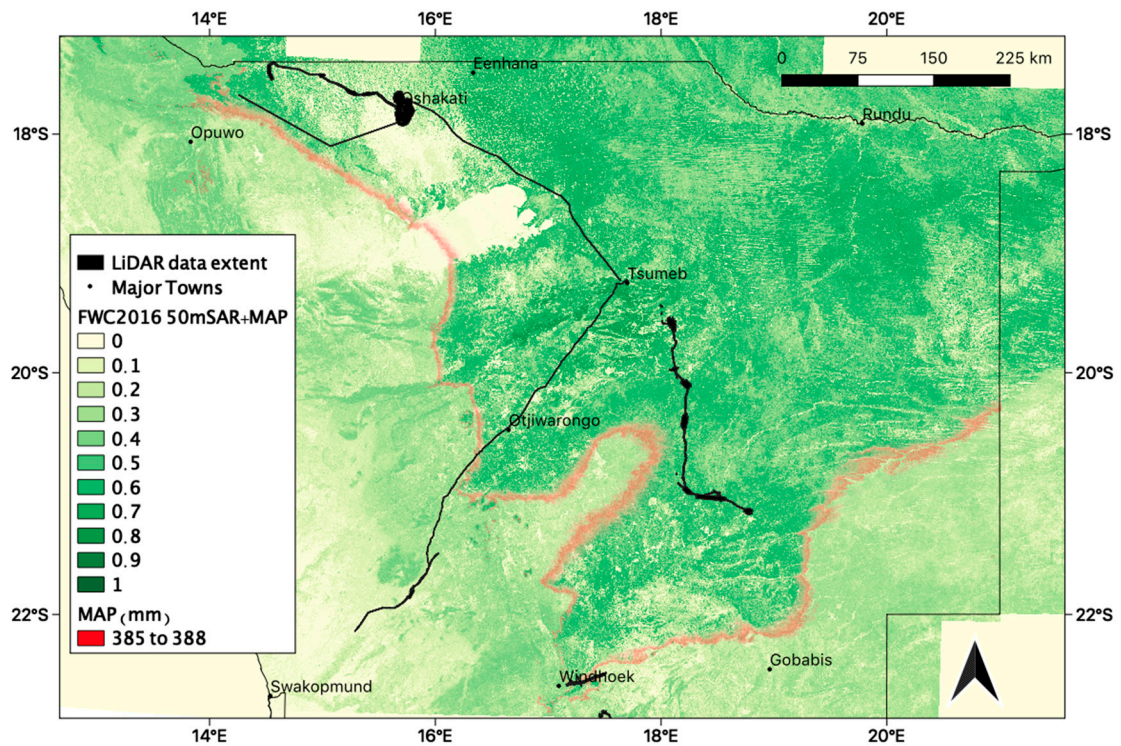 14°E 16°E 18°E 20°E
0 75 150 225 km
Eenhana
Oshakati
Rundu
18°S 18°S
Opuwo
LiDAR data extent
Major Towns
Tsumeb
FWC2016 50mSAR+MAP
0
0.1
20°S 20°S
0.2
0.3
Otjiwarongo
0.4
0.5
0.6
0.7
0.8
0.9
1
MAP (mm)
22°S 22°S
385 to 388
Gobabis
Windhoek
Swakopmund
14°E 16°E 18°E 20°E